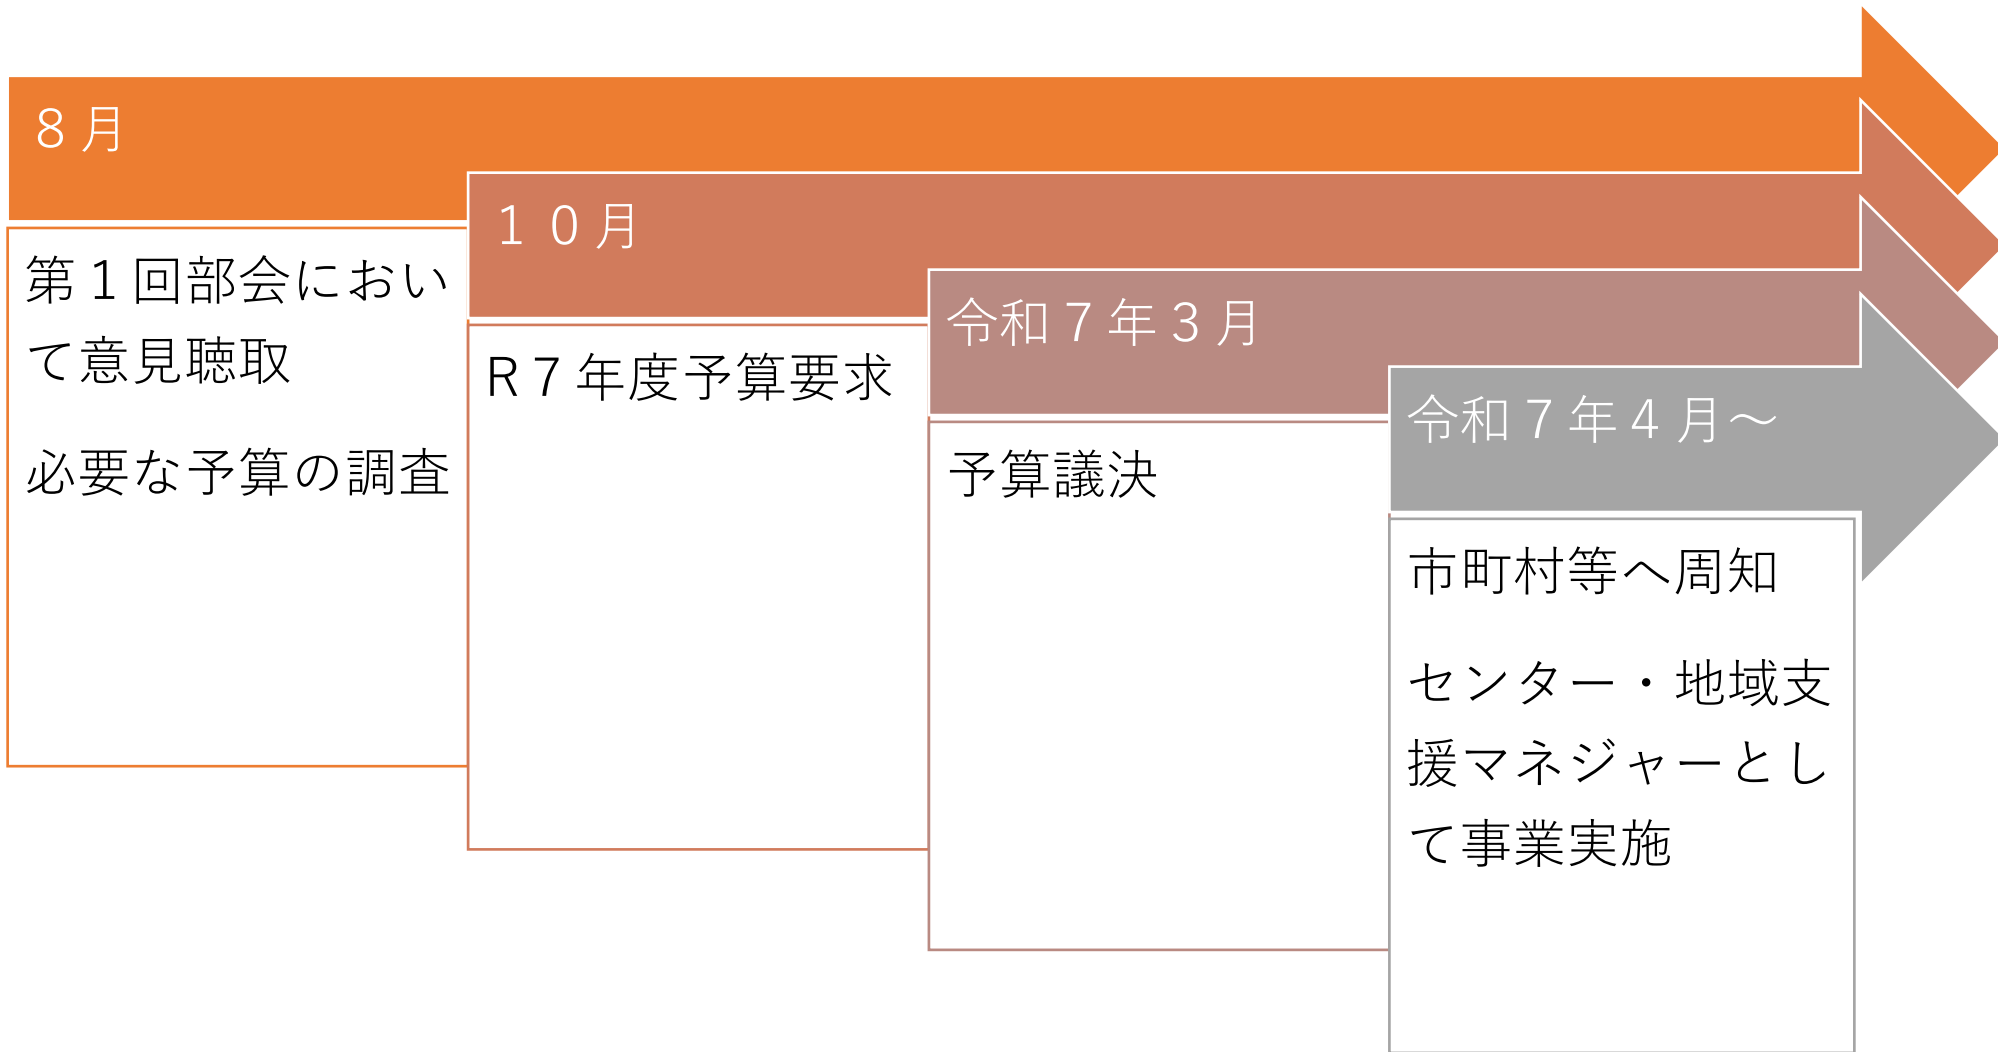 ８月
第１回部会におい
て意見聴取
必要な予算の調査
１０月
R７年度予算要求
令和７年３月
予算議決
令和７年４月～
市町村等へ周知
センター・地域支
援マネジャーとし
て事業実施